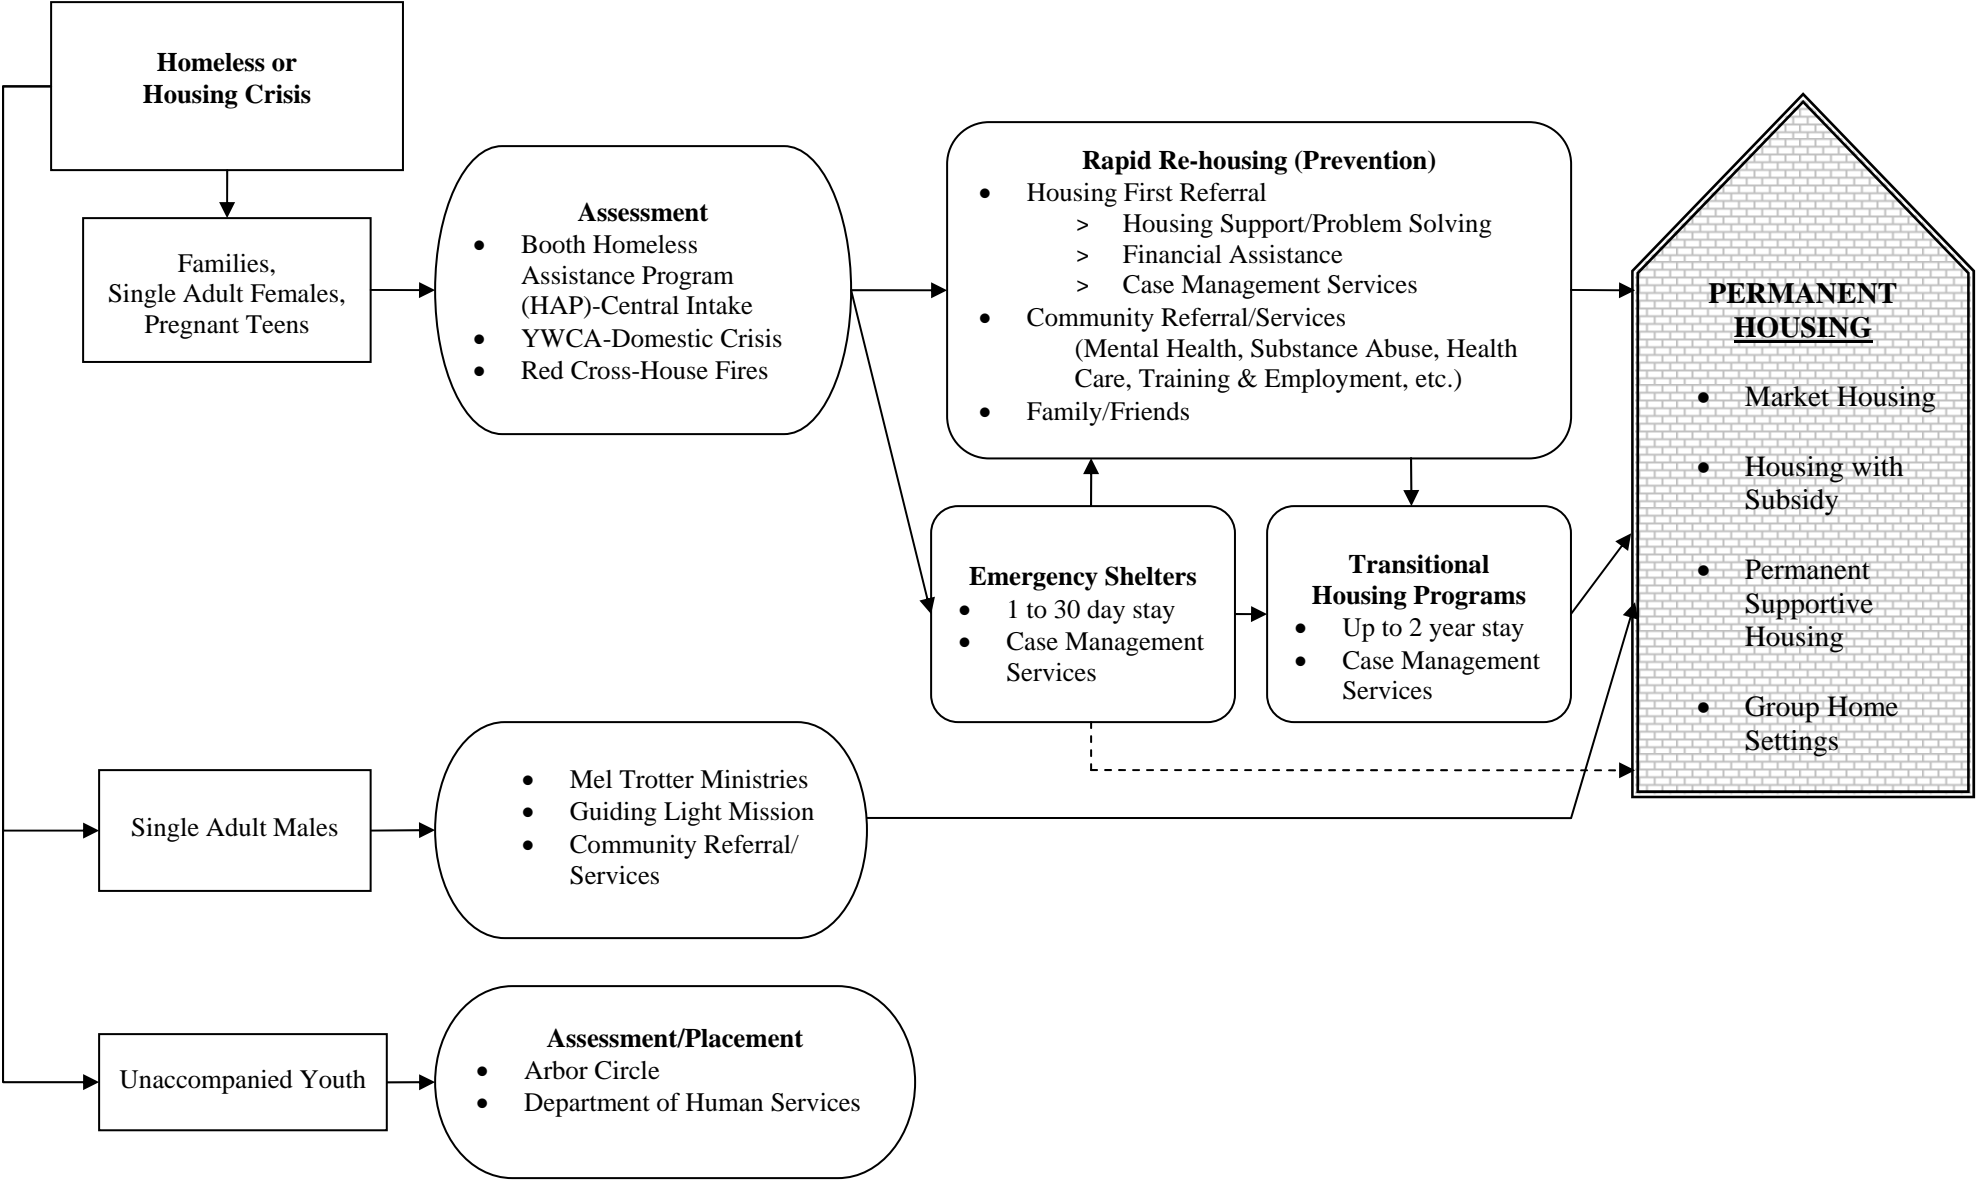 Homeless or
Housing Crisis
Families,
Single Adult Females,
Pregnant Teens
Assessment
• Booth Homeless
Assistance Program
(HAP)-Central Intake
• YWCA-Domestic Crisis
• Red Cross-House Fires
Rapid Re-housing (Prevention)
• Housing First Referral
> Housing Support/Problem Solving
> Financial Assistance
> Case Management Services
• Community Referral/Services
(Mental Health, Substance Abuse, Health
Care, Training & Employment, etc.)
• Family/Friends
Emergency Shelters
• 1 to 30 day stay
• Case Management
Services
Transitional
Housing Programs
• Up to 2 year stay
• Case Management
Services
PERMANENT
HOUSING
• Market Housing
• Housing with
Subsidy
• Permanent
Supportive
Housing
• Group Home
Settings
Single Adult Males
• Mel Trotter Ministries
• Guiding Light Mission
• Community Referral/
Services
Unaccompanied Youth
Assessment/Placement
• Arbor Circle
• Department of Human Services